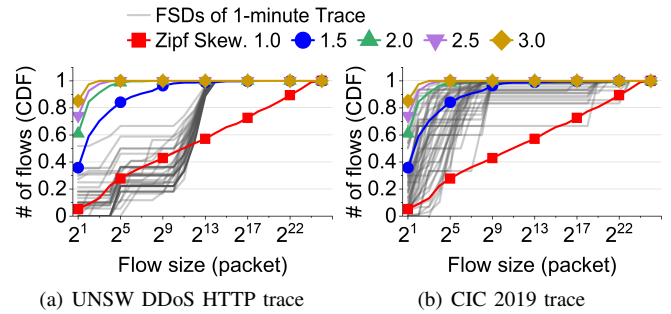 FSDs of 1-minute Trace
Zipf Skew. 1.0 1.5 2.0 2.5 3.0
# of flows (CDF)
1
0.8
0.6
0.4
0.2
0
2^1 2^5 2^9 2^13 2^17 2^22
Flow size (packet)
(a) UNSW DDoS HTTP trace
# of flows (CDF)
1
0.8
0.6
0.4
0.2
0
2^1 2^5 2^9 2^13 2^17 2^22
Flow size (packet)
(b) CIC 2019 trace